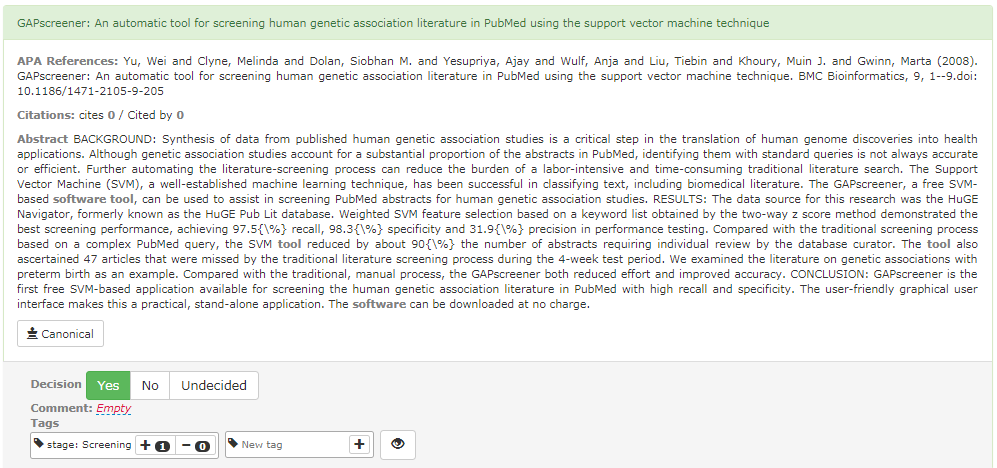 GAPscreener: An automatic tool for screening human genetic association literature in PubMed using the support vector machine technique
APA References: Yu, Wei and Clyne, Melinda and Dolan, Siobhan M. and Yesupriya, Ajay and Wulf, Anja and Liu, Tiebin and Khoury, Muin J. and Gwinn, Marta (2008).
GAPscreener: An automatic tool for screening human genetic association literature in PubMed using the support vector machine technique. BMC Bioinformatics, 9, 1--9.doi:
10.1186/1471-2105-9-205
Citations: cites 0 / Cited by 0
Abstract BACKGROUND: Synthesis of data from published human genetic association studies is a critical step in the translation of human genome discoveries into health
applications. Although genetic association studies account for a substantial proportion of the abstracts in PubMed, identifying them with standard queries is not always accurate
or efficient. Further automating the literature-screening process can reduce the burden of a labor-intensive and time-consuming traditional literature search. The Support
Vector Machine (SVM), a well-established machine learning technique, has been successful in classifying text, including biomedical literature. The GAPscreener, a free SVM-
based software tool, can be used to assist in screening PubMed abstracts for human genetic association studies. RESULTS: The data source for this research was the HuGE
Navigator, formerly known as the HuGE Pub Lit database. Weighted SVM feature selection based on a keyword list obtained by the two-way z score method demonstrated the
best screening performance, achieving 97.5{\%} recall, 98.3{\%} specificity and 31.9{\%} precision in performance testing. Compared with the traditional screening process
based on a complex PubMed query, the SVM tool reduced by about 90{\%} the number of abstracts requiring individual review by the database curator. The tool also
ascertained 47 articles that were missed by the traditional literature screening process during the 4-week test period. We examined the literature on genetic associations with
preterm birth as an example. Compared with the traditional, manual process, the GAPscreener both reduced effort and improved accuracy. CONCLUSION: GAPscreener is the
first free SVM-based application available for screening the human genetic association literature in PubMed with high recall and specificity. The user-friendly graphical user
interface makes this a practical, stand-alone application. The software can be downloaded at no charge.
Canonical
Decision Yes No Undecided
Comment: Empty
Tags
stage: Screening + 1 − 0 New tag +